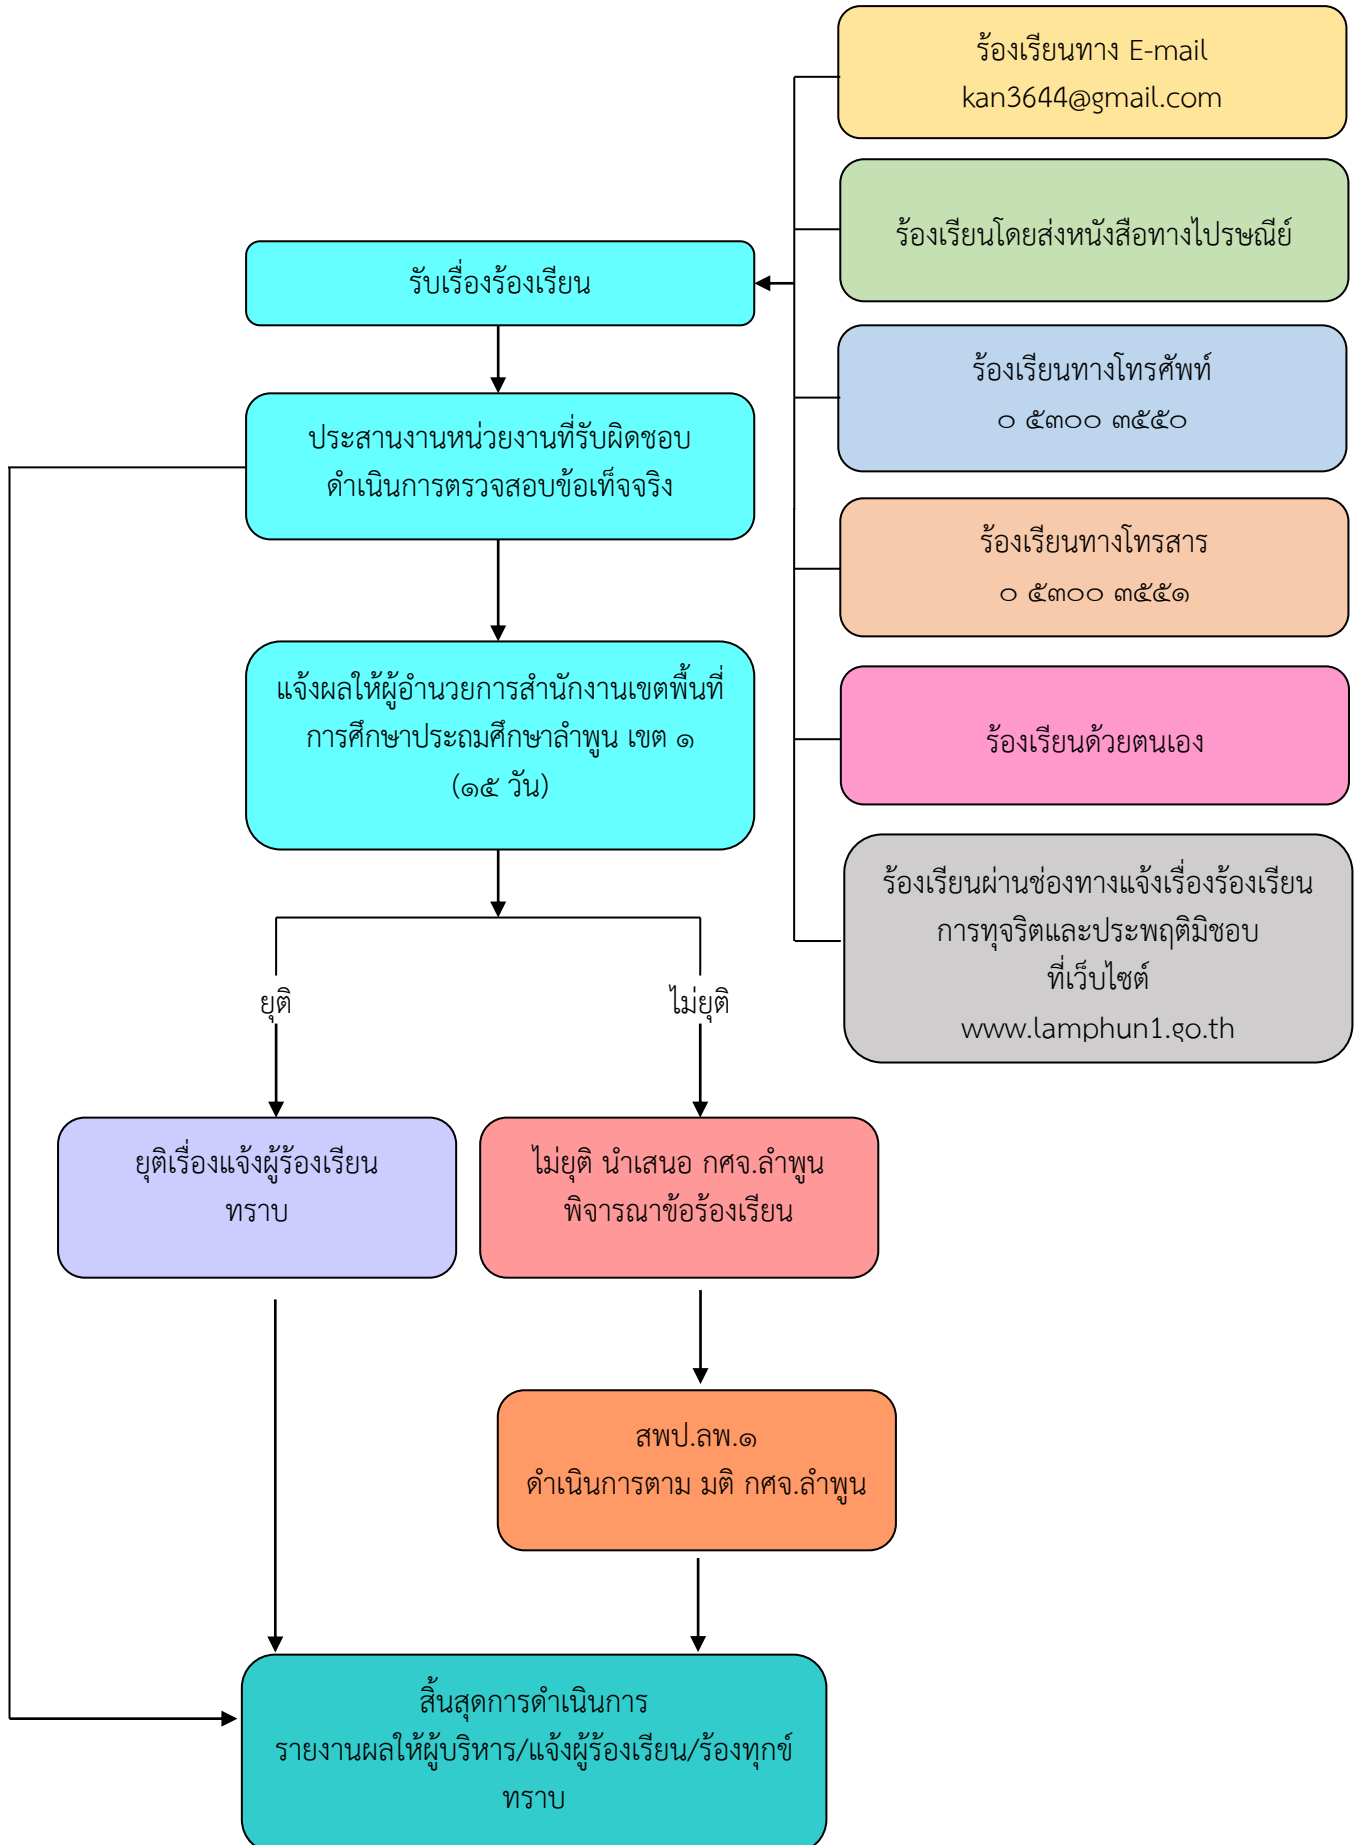 ร้องเรียนทาง E-mail
kan3644@gmail.com
ร้องเรียนโดยส่งหนังสือทางไปรษณีย์
รับเรื่องร้องเรียน
ร้องเรียนทางโทรศัพท์
๐ ๕๓๐๐ ๓๕๕๐
ประสานงานหน่วยงานที่รับผิดชอบ
ดำเนินการตรวจสอบข้อเท็จจริง
ร้องเรียนทางโทรสาร
๐ ๕๓๐๐ ๓๕๕๑
แจ้งผลให้ผู้อำนวยการสำนักงานเขตพื้นที่
การศึกษาประถมศึกษาลำพูน เขต ๑
(๑๕ วัน)
ร้องเรียนด้วยตนเอง
ร้องเรียนผ่านช่องทางแจ้งเรื่องร้องเรียน
การทุจริตและประพฤติมิชอบ
ที่เว็บไซต์
www.lamphun1.go.th
ยุติ
ไม่ยุติ
ยุติเรื่องแจ้งผู้ร้องเรียน
ทราบ
ไม่ยุติ นำเสนอ กศจ.ลำพูน
พิจารณาข้อร้องเรียน
สพป.ลพ.๑
ดำเนินการตาม มติ กศจ.ลำพูน
สิ้นสุดการดำเนินการ
รายงานผลให้ผู้บริหาร/แจ้งผู้ร้องเรียน/ร้องทุกข์
ทราบ